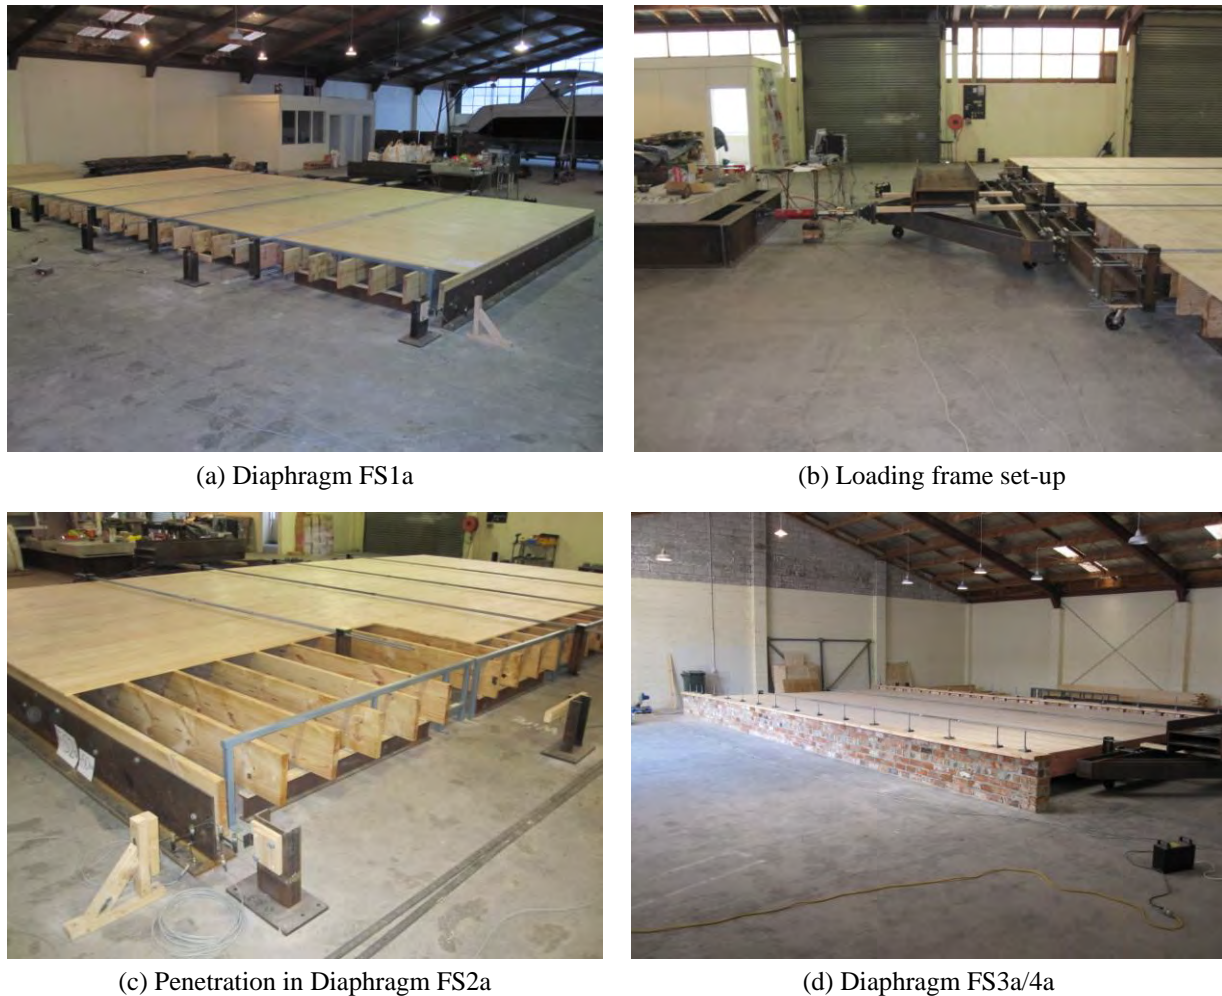 (a) Diaphragm FS1a
(b) Loading frame set-up
(c) Penetration in Diaphragm FS2a
(d) Diaphragm FS3a/4a